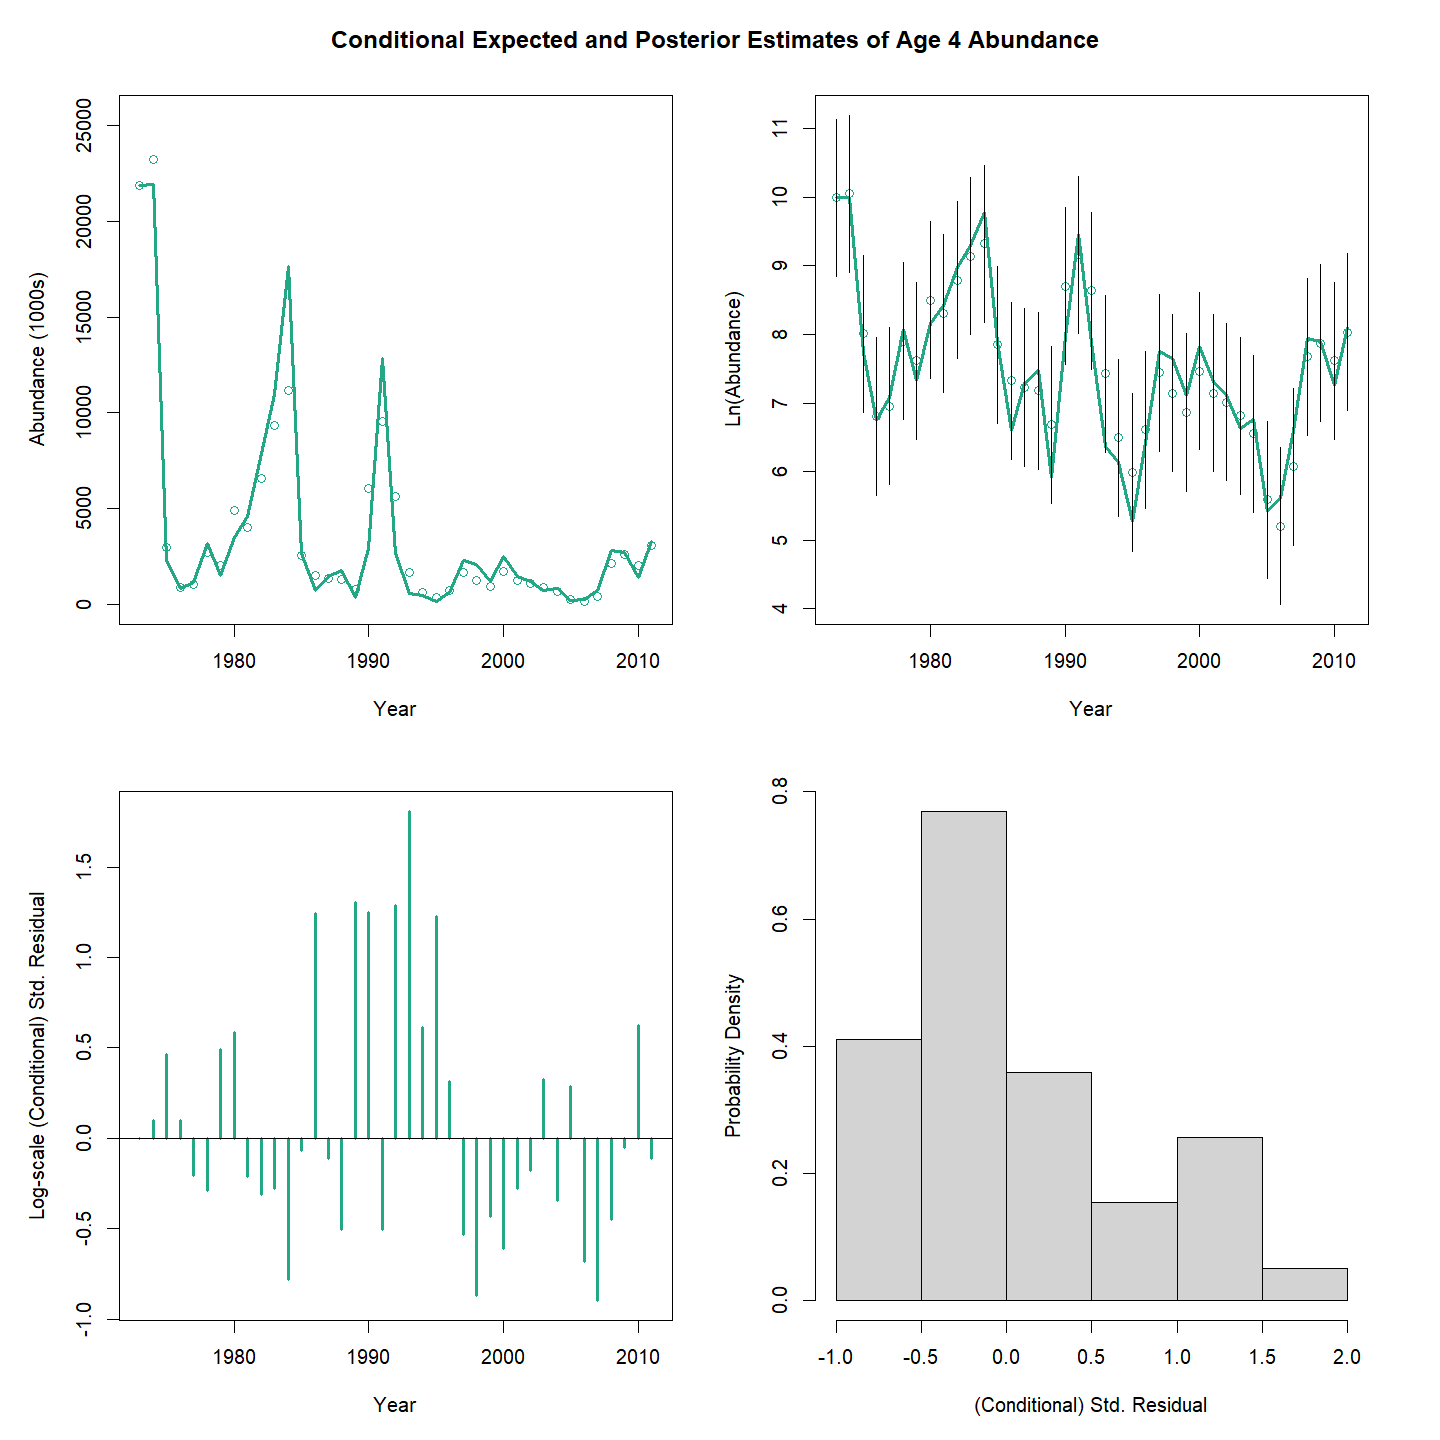 Conditional Expected and Posterior Estimates of Age 4 Abundance
Abundance (1000s)
25000
20000
15000
10000
5000
0
1980 1990 2000 2010
Year
Ln(Abundance)
11
10
9
8
7
6
5
4
1980 1990 2000 2010
Year
Log-scale (Conditional) Std. Residual
1.5
1.0
0.5
0.0
-0.5
-1.0
1980 1990 2000 2010
Year
Probability Density
0.8
0.6
0.4
0.2
0.0
-1.0 -0.5 0.0 0.5 1.0 1.5 2.0
(Conditional) Std. Residual